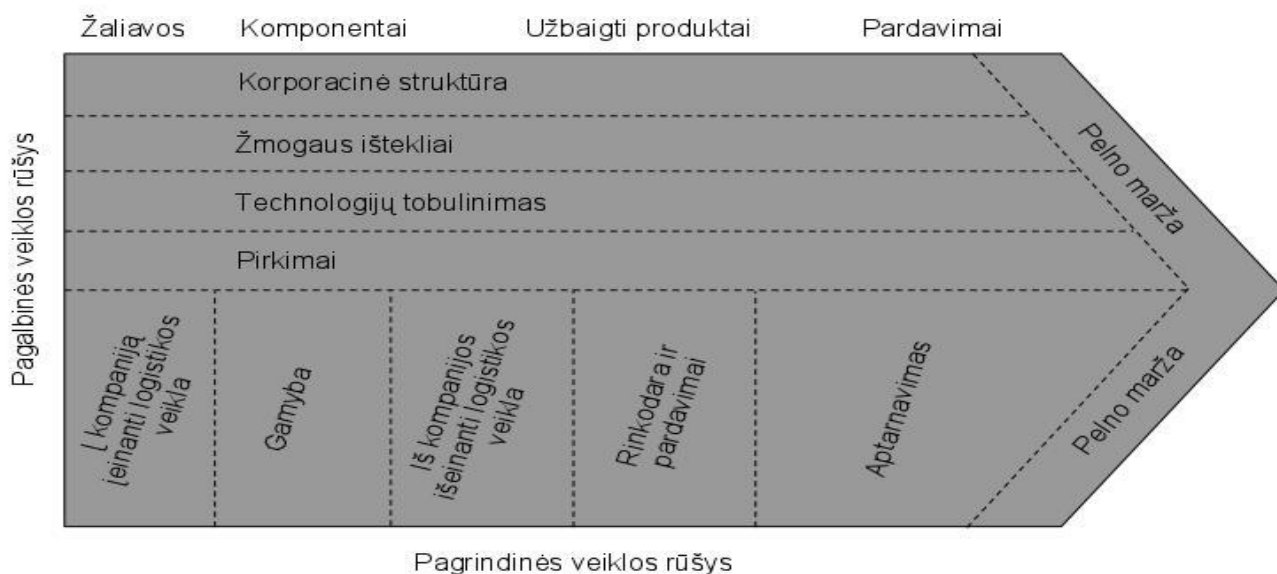 Žaliavos
Komponentai
Užbaigti produktai
Pardavimai
Pagalbinės veiklos rūšys
Korporacinė struktūra
Žmogaus ištekliai
Technologijų tobulinimas
Pirkimai
Pelno marža
Į kompaniją
įeinanti logistikos
veikla
Gamyba
Iš kompanijos
išeinanti logistikos
veikla
Rinkodara ir
pardavimai
Aptarnavimas
Pelno marža
Pagrindinės veiklos rūšys